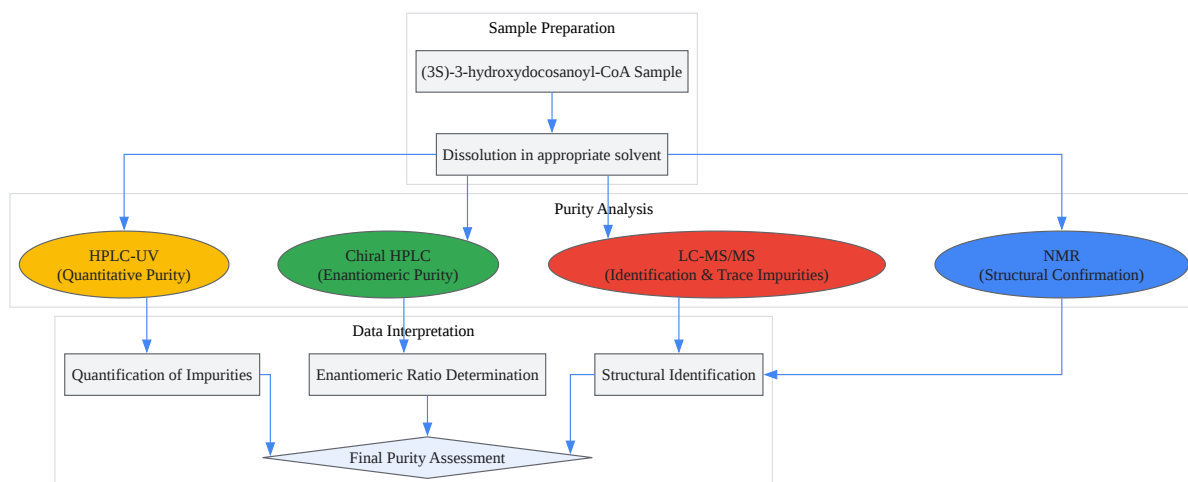 Sample Preparation
(3S)-3-hydroxydocosanoyl-CoA Sample
Dissolution in appropriate solvent
Purity Analysis
HPLC-UV
(Quantitative Purity)
Chiral HPLC
(Enantiomeric Purity)
LC-MS/MS
(Identification & Trace Impurities)
NMR
(Structural Confirmation)
Data Interpretation
Quantification of Impurities
Enantiomeric Ratio Determination
Structural Identification
Final Purity Assessment